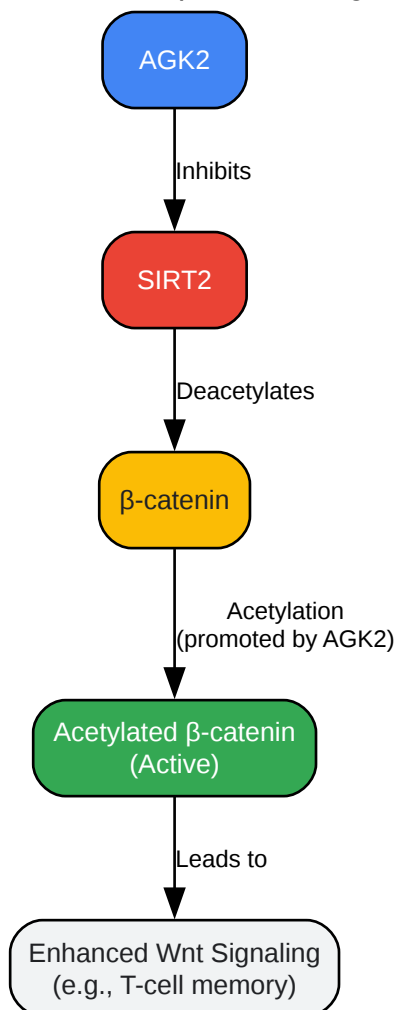 AGK2
Inhibits
SIRT2
Deacetylates
β-catenin
Acetylation
(promoted by AGK2)
Acetylated β-catenin
(Active)
Leads to
Enhanced Wnt Signaling
(e.g., T-cell memory)